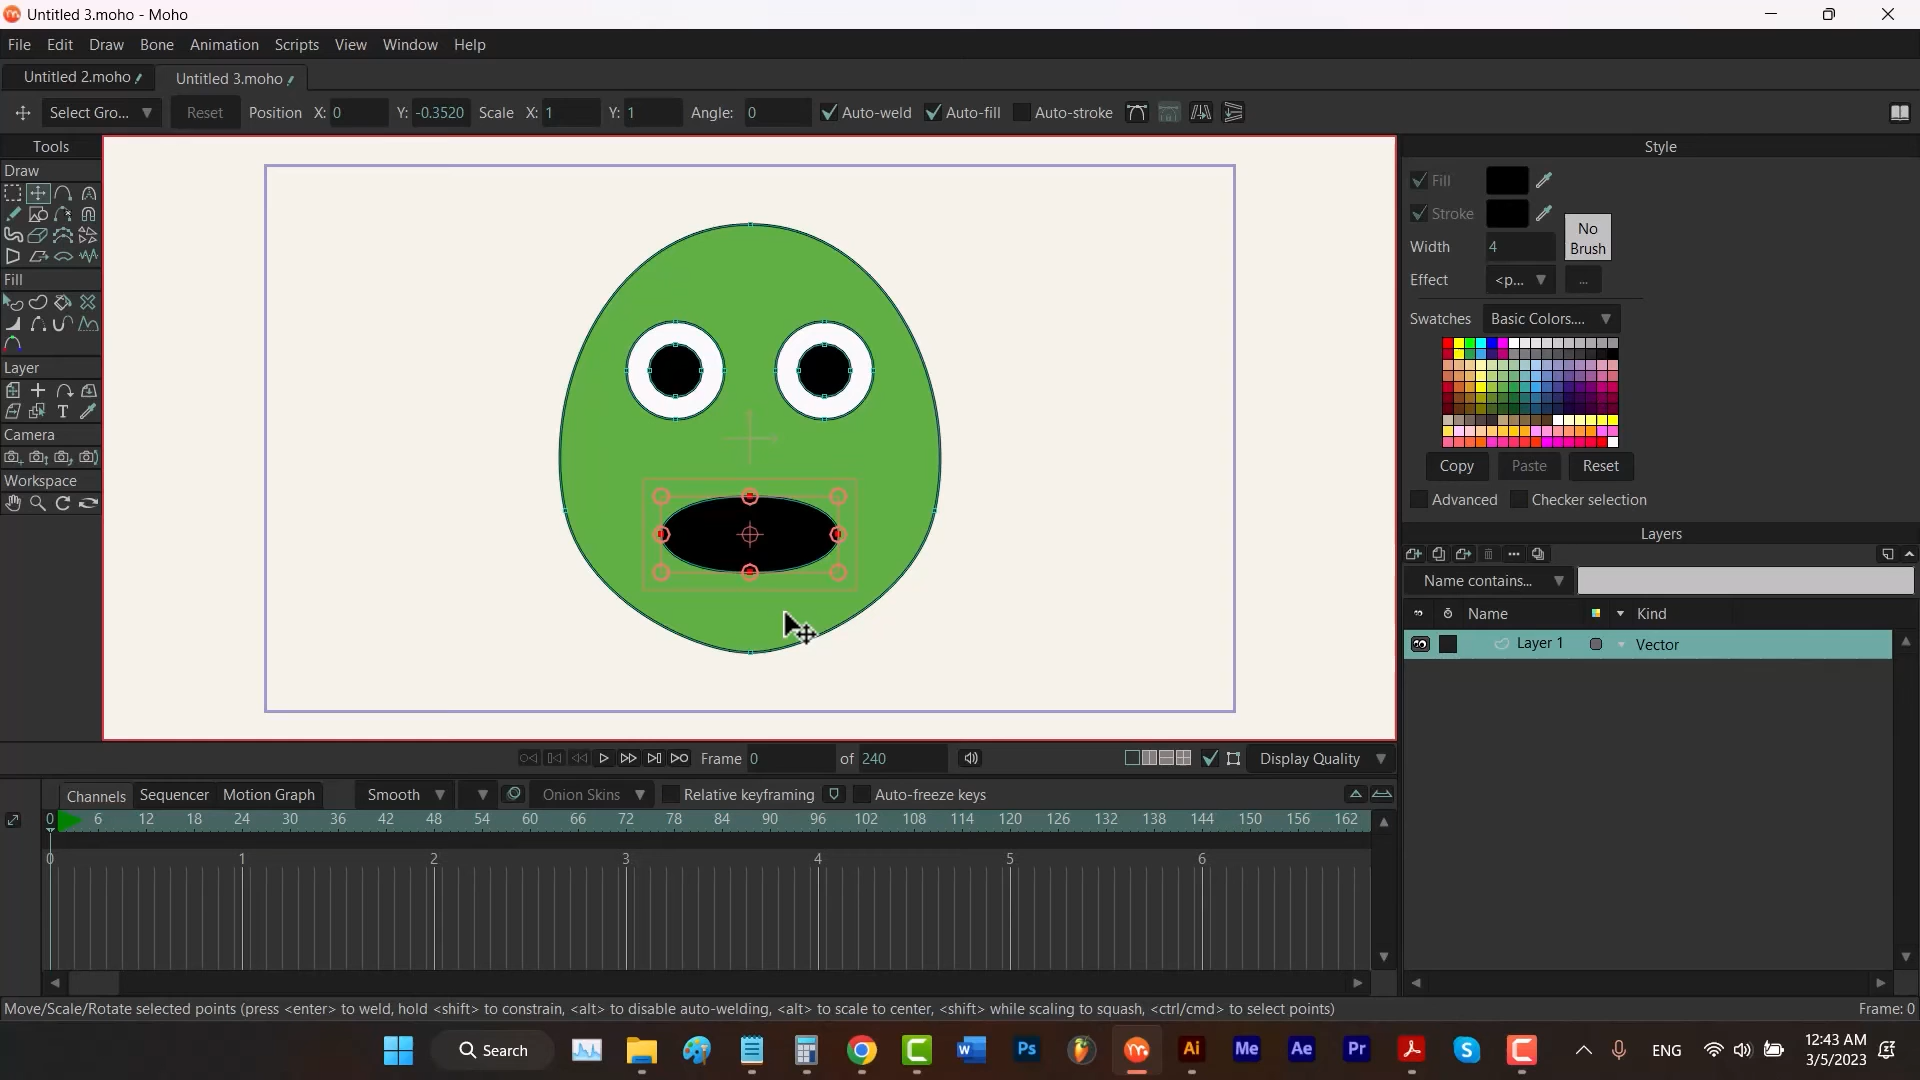 Untitled 3.moho - Moho
File Edit Draw Bone Animation Scripts View Window Help
Untitled 2.moho Untitled 3.moho
Select Gro... Reset Position X: 0 Y: -0.3520 Scale X: 1 Y: 1 Angle: 0 Auto-weld Auto-fill Auto-stroke
Tools
Draw
Fill
Layer
T
Camera
Workspace
Style
Fill
Stroke
No
Brush
Width 4
Effect <p... ...
Swatches Basic Colors....
Copy Paste Reset
Advanced Checker selection
Layers
Name contains...
Name Kind
Layer 1 Vector
Frame 0 of 240 Display Quality
Channels Sequencer Motion Graph Smooth Onion Skins Relative keyframing Auto-freeze keys
0 6 12 18 24 30 36 42 48 54 60 66 72 78 84 90 96 102 108 114 120 126 132 138 144 150 156 162
0 1 2 3 4 5 6
Move/Scale/Rotate selected points (press <enter> to weld, hold <shift> to constrain, <alt> to disable auto-welding, <alt> to scale to center, <shift> while scaling to squash, <ctrl/cmd> to select points) Frame: 0
Search Ps Ai Me Ae Pr ENG
12:43 AM
3/5/2023